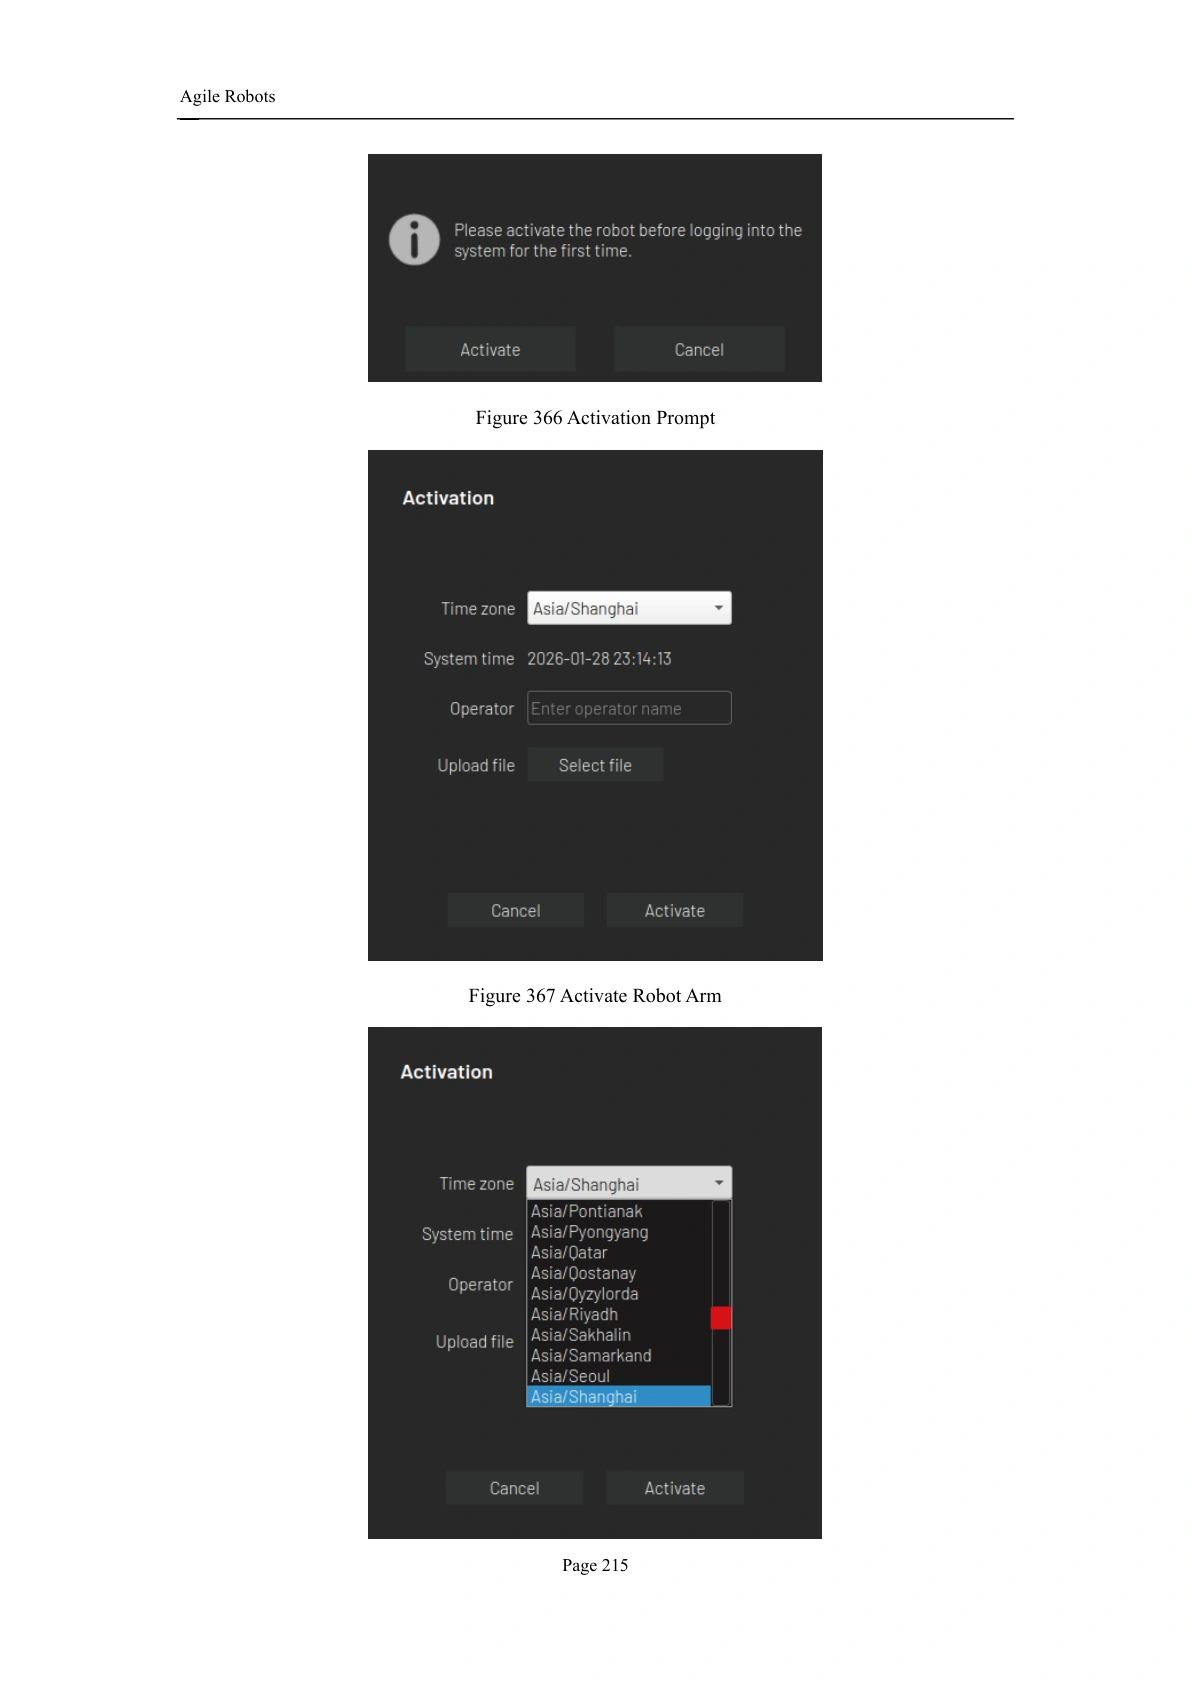 Agile Robots
Please activate the robot before logging into the
system for the first time.
Activate
Cancel
Figure 366 Activation Prompt
Activation
Time zone
Asia/Shanghai
System time
2026-01-28 23:14:13
Operator
Enter operator name
Upload file
Select file
Cancel
Activate
Figure 367 Activate Robot Arm
Activation
Time zone
Asia/Shanghai
Asia/Pontianak
Asia/Pyongyang
Asia/Qatar
Asia/Qostanay
Asia/Qyzylorda
Asia/Riyadh
Asia/Sakhalin
Asia/Samarkand
Asia/Seoul
Asia/Shanghai
System time
Operator
Upload file
Cancel
Activate
Page 215